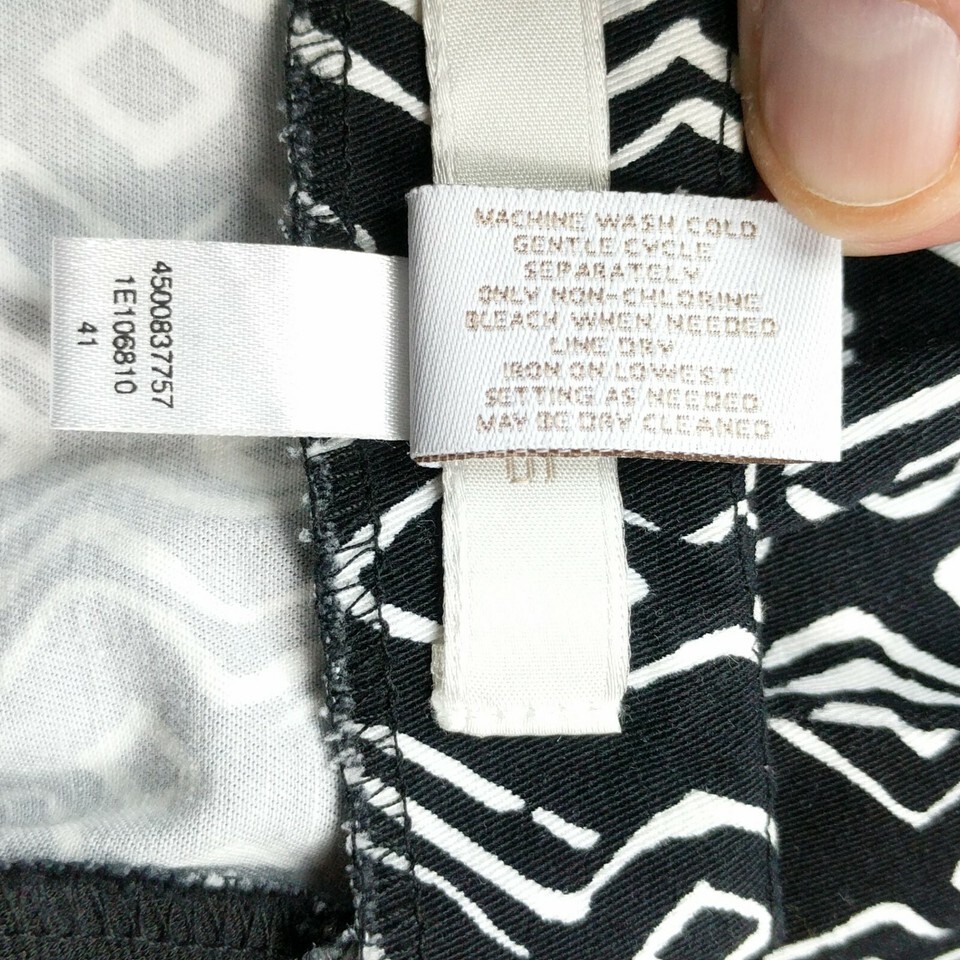 4500837757
1E106810
41
MACHINE WASH COLD
GENTLE CYCLE
SEPARATELY
ONLY NON-CHLORINE
BLEACH WHEN NEEDED
LINE DRY
IRON ON LOWEST
SETTING AS NEEDED
MAY BE DRY CLEANED